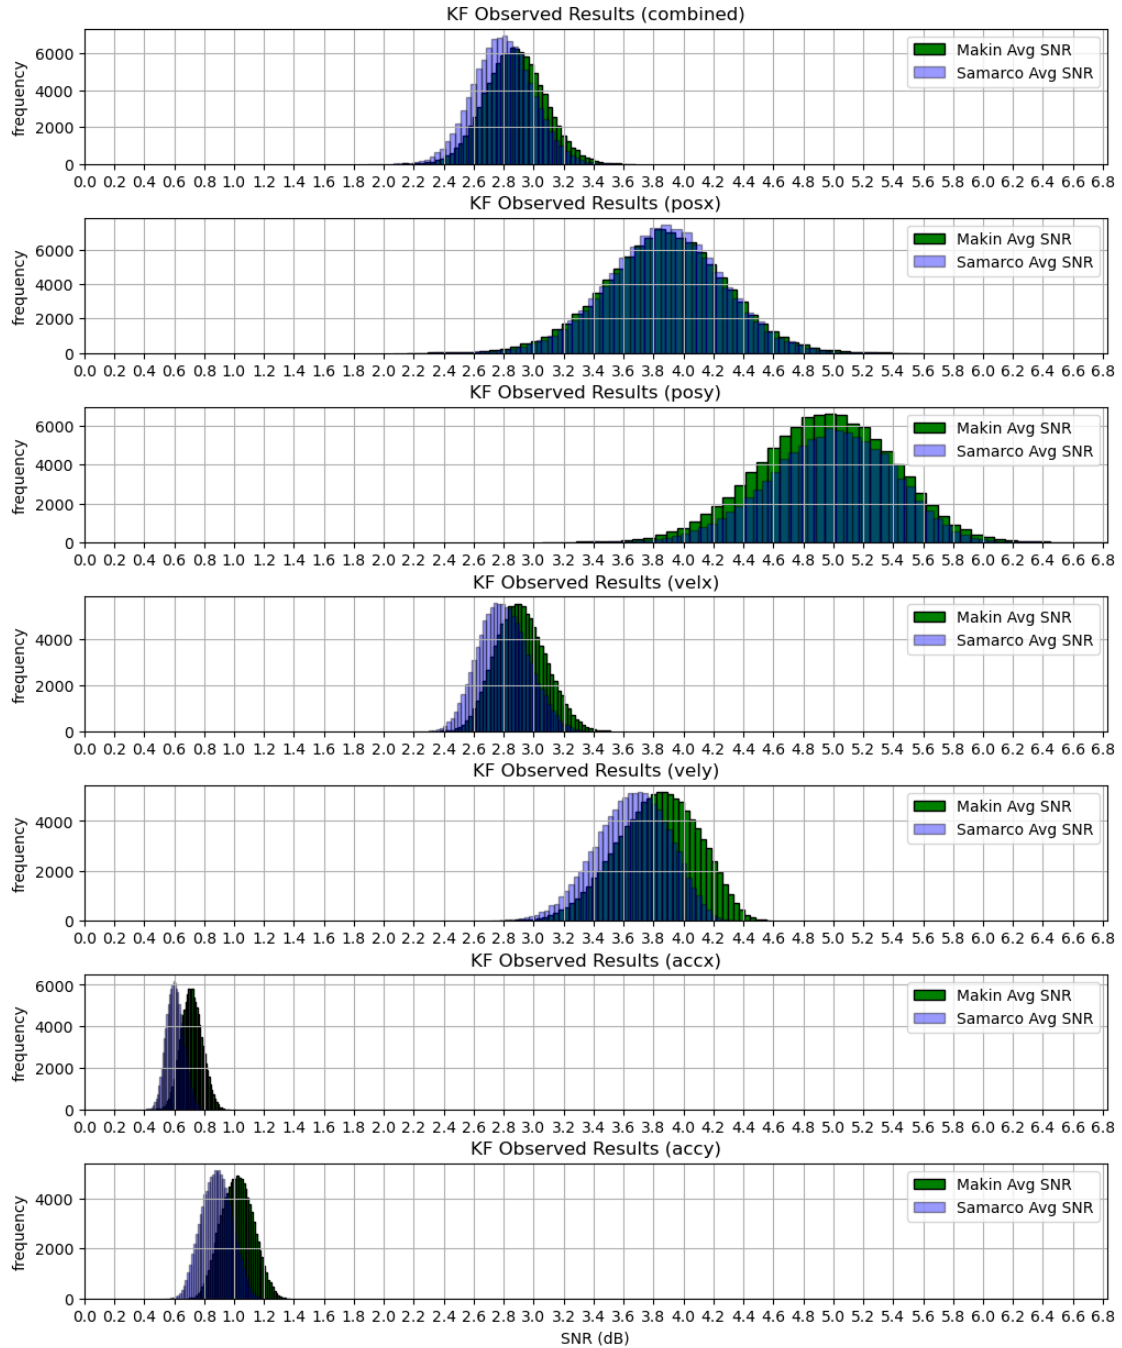 KF Observed Results (combined)
frequency
6000
4000
2000
0
Makin Avg SNR
Samarco Avg SNR
0.0 0.2 0.4 0.6 0.8 1.0 1.2 1.4 1.6 1.8 2.0 2.2 2.4 2.6 2.8 3.0 3.2 3.4 3.6 3.8 4.0 4.2 4.4 4.6 4.8 5.0 5.2 5.4 5.6 5.8 6.0 6.2 6.4 6.6 6.8
KF Observed Results (posx)
frequency
6000
4000
2000
0
Makin Avg SNR
Samarco Avg SNR
0.0 0.2 0.4 0.6 0.8 1.0 1.2 1.4 1.6 1.8 2.0 2.2 2.4 2.6 2.8 3.0 3.2 3.4 3.6 3.8 4.0 4.2 4.4 4.6 4.8 5.0 5.2 5.4 5.6 5.8 6.0 6.2 6.4 6.6 6.8
KF Observed Results (posy)
frequency
6000
4000
2000
0
Makin Avg SNR
Samarco Avg SNR
0.0 0.2 0.4 0.6 0.8 1.0 1.2 1.4 1.6 1.8 2.0 2.2 2.4 2.6 2.8 3.0 3.2 3.4 3.6 3.8 4.0 4.2 4.4 4.6 4.8 5.0 5.2 5.4 5.6 5.8 6.0 6.2 6.4 6.6 6.8
KF Observed Results (velx)
frequency
4000
2000
0
Makin Avg SNR
Samarco Avg SNR
0.0 0.2 0.4 0.6 0.8 1.0 1.2 1.4 1.6 1.8 2.0 2.2 2.4 2.6 2.8 3.0 3.2 3.4 3.6 3.8 4.0 4.2 4.4 4.6 4.8 5.0 5.2 5.4 5.6 5.8 6.0 6.2 6.4 6.6 6.8
KF Observed Results (vely)
frequency
4000
2000
0
Makin Avg SNR
Samarco Avg SNR
0.0 0.2 0.4 0.6 0.8 1.0 1.2 1.4 1.6 1.8 2.0 2.2 2.4 2.6 2.8 3.0 3.2 3.4 3.6 3.8 4.0 4.2 4.4 4.6 4.8 5.0 5.2 5.4 5.6 5.8 6.0 6.2 6.4 6.6 6.8
KF Observed Results (accx)
frequency
6000
4000
2000
0
Makin Avg SNR
Samarco Avg SNR
0.0 0.2 0.4 0.6 0.8 1.0 1.2 1.4 1.6 1.8 2.0 2.2 2.4 2.6 2.8 3.0 3.2 3.4 3.6 3.8 4.0 4.2 4.4 4.6 4.8 5.0 5.2 5.4 5.6 5.8 6.0 6.2 6.4 6.6 6.8
KF Observed Results (accy)
frequency
4000
2000
0
Makin Avg SNR
Samarco Avg SNR
0.0 0.2 0.4 0.6 0.8 1.0 1.2 1.4 1.6 1.8 2.0 2.2 2.4 2.6 2.8 3.0 3.2 3.4 3.6 3.8 4.0 4.2 4.4 4.6 4.8 5.0 5.2 5.4 5.6 5.8 6.0 6.2 6.4 6.6 6.8
SNR (dB)